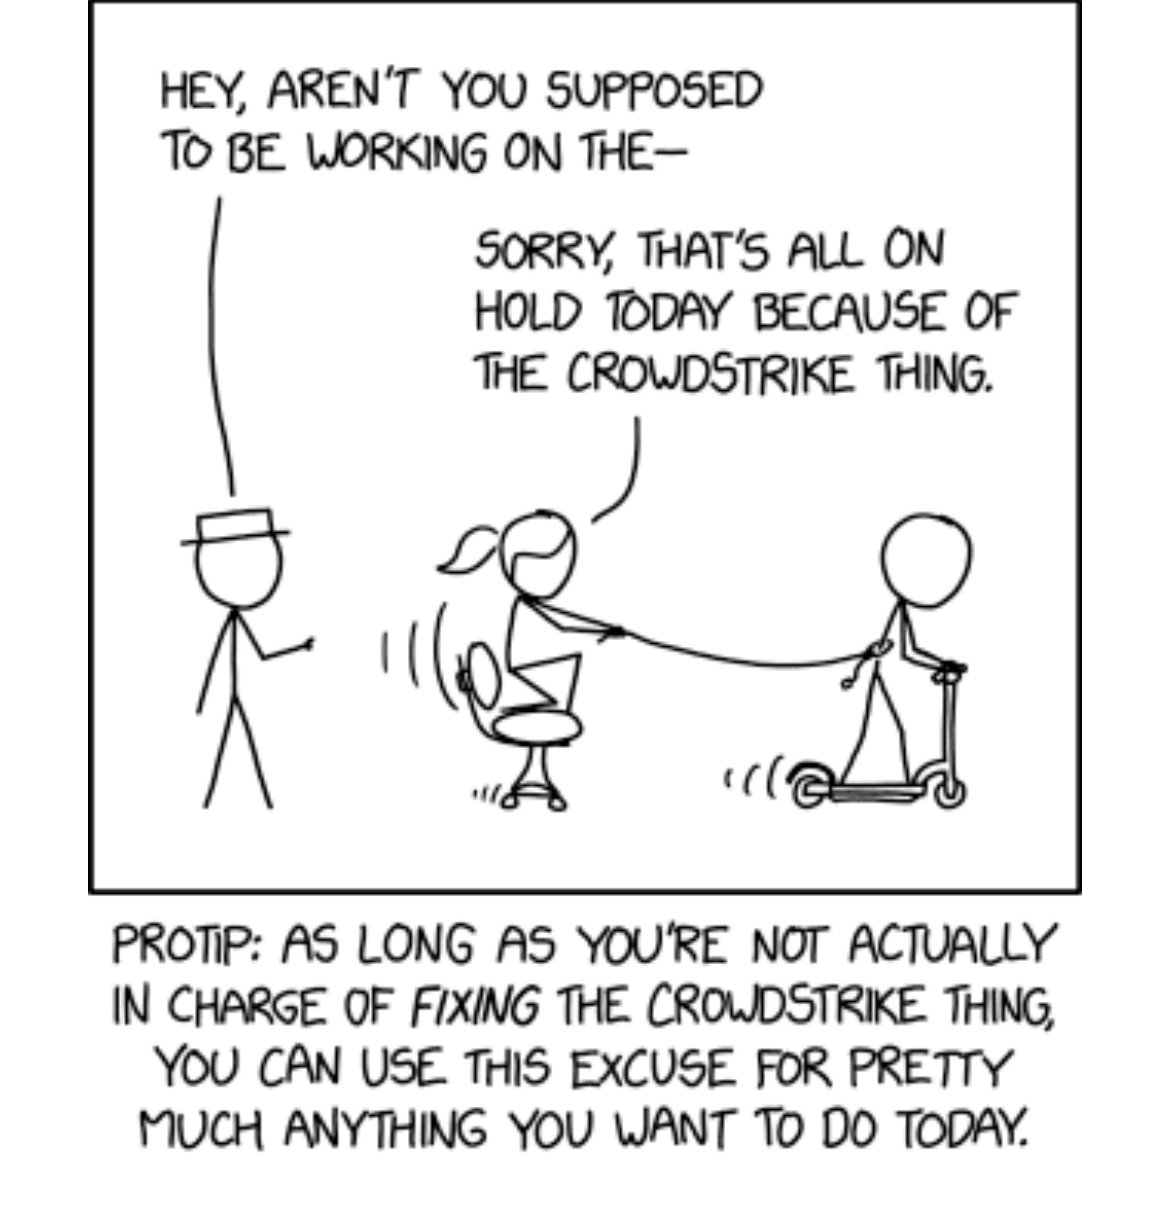 HEY, AREN'T YOU SUPPOSED
TO BE WORKING ON THE—
SORRY, THAT'S ALL ON
HOLD TODAY BECAUSE OF
THE CROWDSTRIKE THING.
PROTIP: AS LONG AS YOU'RE NOT ACTUALLY
IN CHARGE OF FIXING THE CROWDSTRIKE THING,
YOU CAN USE THIS EXCUSE FOR PRETTY
MUCH ANYTHING YOU WANT TO DO TODAY.